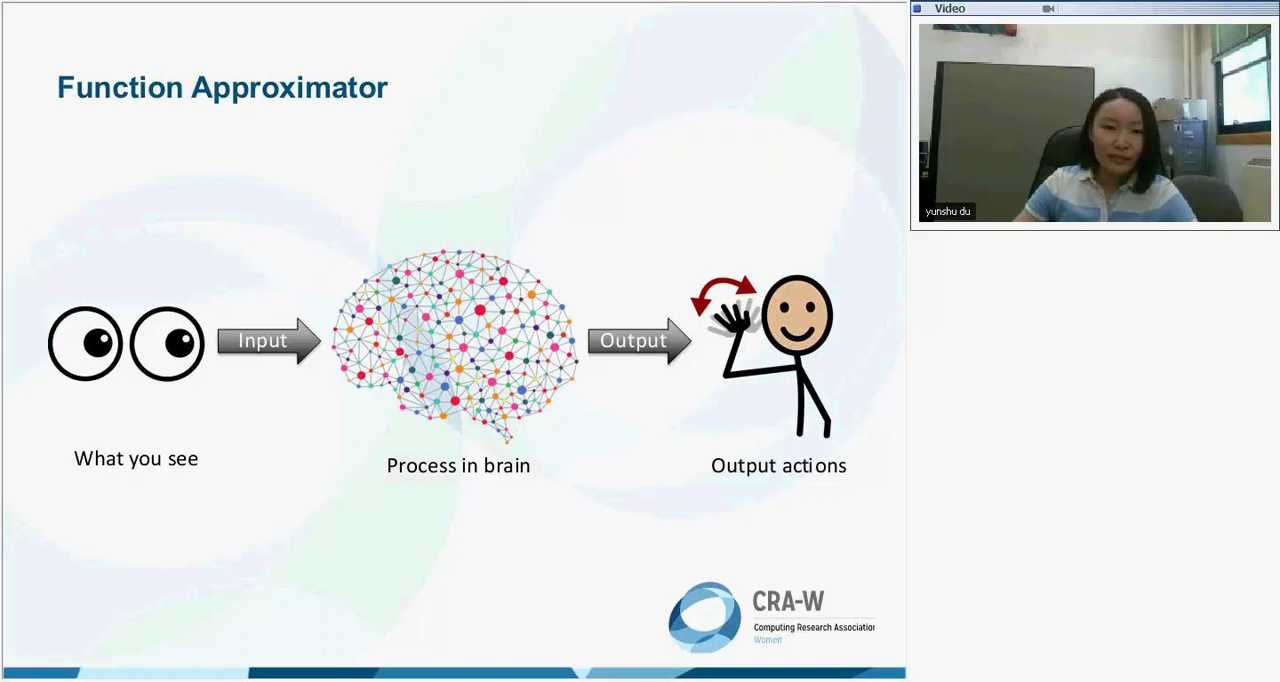 Function Approximator
Input
Output
What you see
Process in brain
Output actions
CRA-W
Computing Research Association
Women
Video
yunshu du